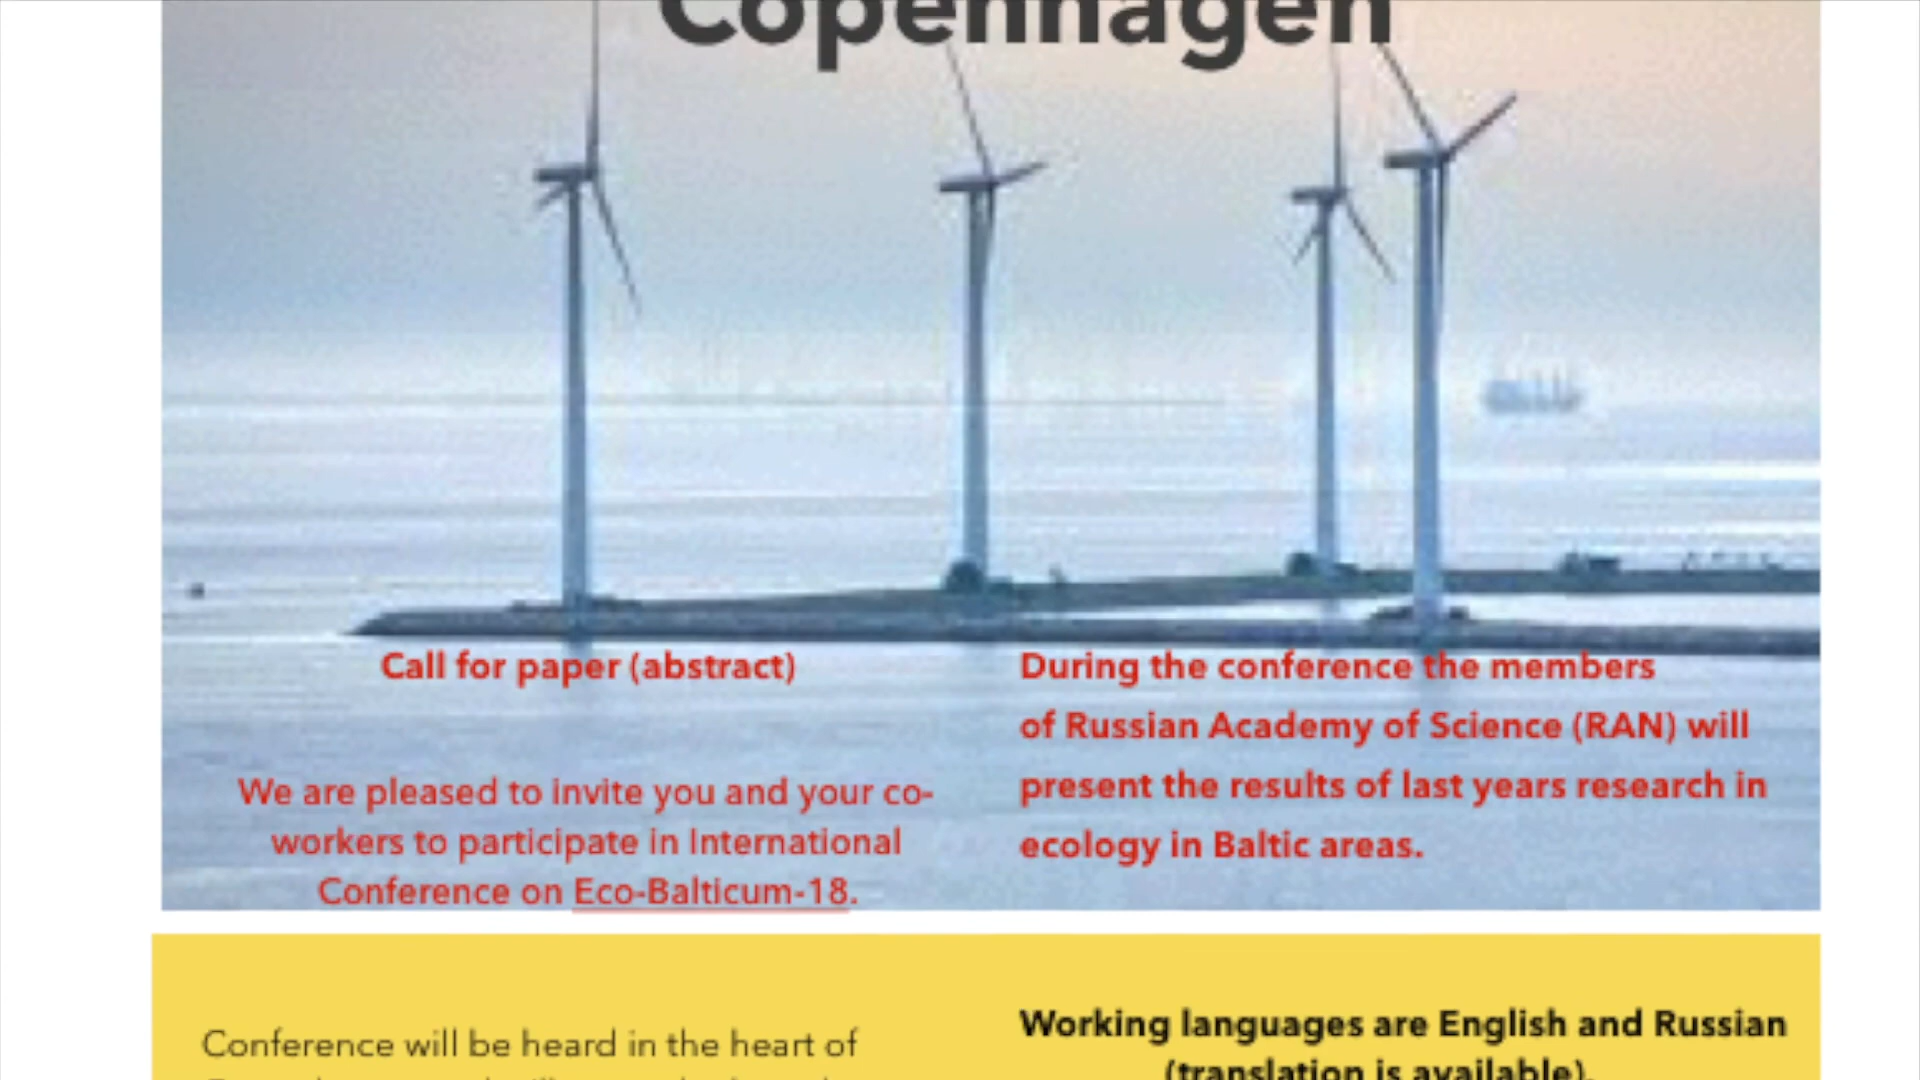 Copenhagen
Call for paper (abstract)
We are pleased to invite you and your co-
workers to participate in International
Conference on Eco-Balticum-18.
During the conference the members
of Russian Academy of Science (RAN) will
present the results of last years research in
ecology in Baltic areas.
Conference will be heard in the heart of
Working languages are English and Russian
(translation is available).